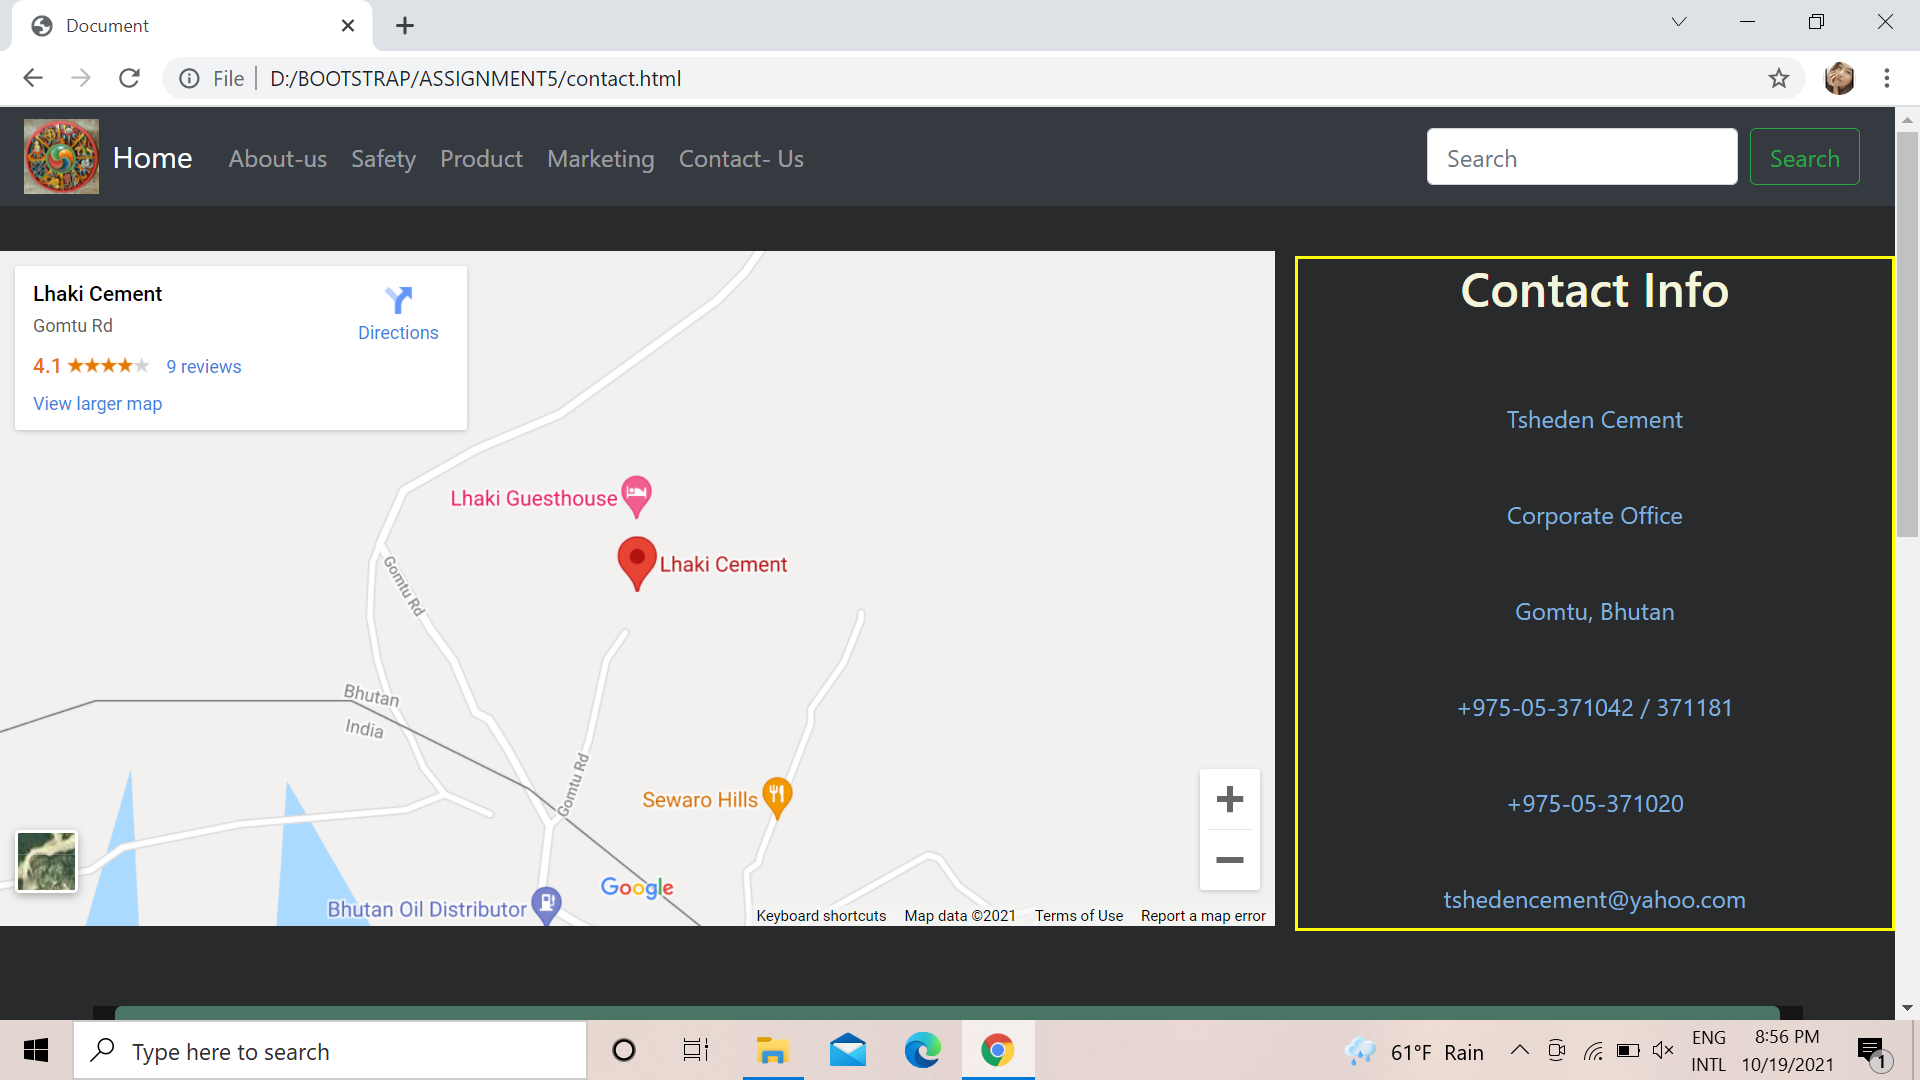 Document
File
D:/BOOTSTRAP/ASSIGNMENT5/contact.html
Home About-us Safety Product Marketing Contact- Us
Search
Search
Lhaki Cement
Gomtu Rd
Directions
4.1 9 reviews
View larger map
Lhaki Guesthouse
Lhaki Cement
Gomtu Rd
Bhutan
India
Gomtu Rd
Sewaro Hills
Google
Bhutan Oil Distributor
Keyboard shortcuts Map data ©2021 Terms of Use Report a map error
Contact Info
Tsheden Cement
Corporate Office
Gomtu, Bhutan
+975-05-371042 / 371181
+975-05-371020
tshedencement@yahoo.com
Type here to search
61°F Rain
ENG
INTL
8:56 PM
10/19/2021
1